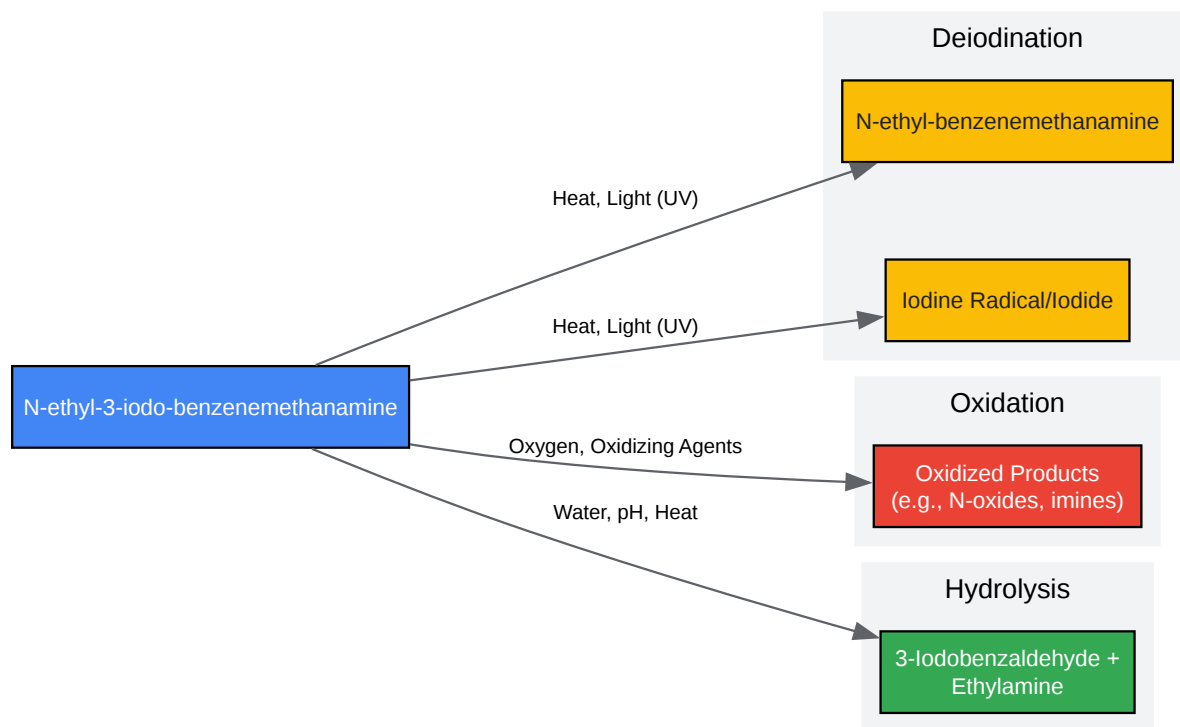 Deiodination
N-ethyl-benzenemethanamine
Heat, Light (UV)
Iodine Radical/Iodide
Heat, Light (UV)
N-ethyl-3-iodo-benzenemethanamine
Oxidation
Oxygen, Oxidizing Agents
Oxidized Products
(e.g., N-oxides, imines)
Water, pH, Heat
Hydrolysis
3-Iodobenzaldehyde +
Ethylamine